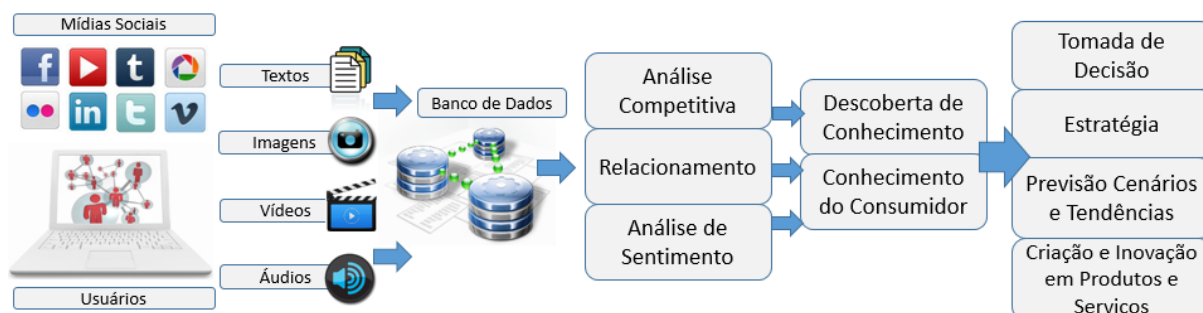 Mídias Sociais
f
t
in
t
v
Usuários
Textos
Imagens
Vídeos
Áudios
Banco de Dados
Análise
Competitiva
Relacionamento
Análise de
Sentimento
Descoberta de
Conhecimento
Conhecimento
do Consumidor
Tomada de
Decisão
Estratégia
Previsão Cenários
e Tendências
Criação e Inovação
em Produtos e
Serviços